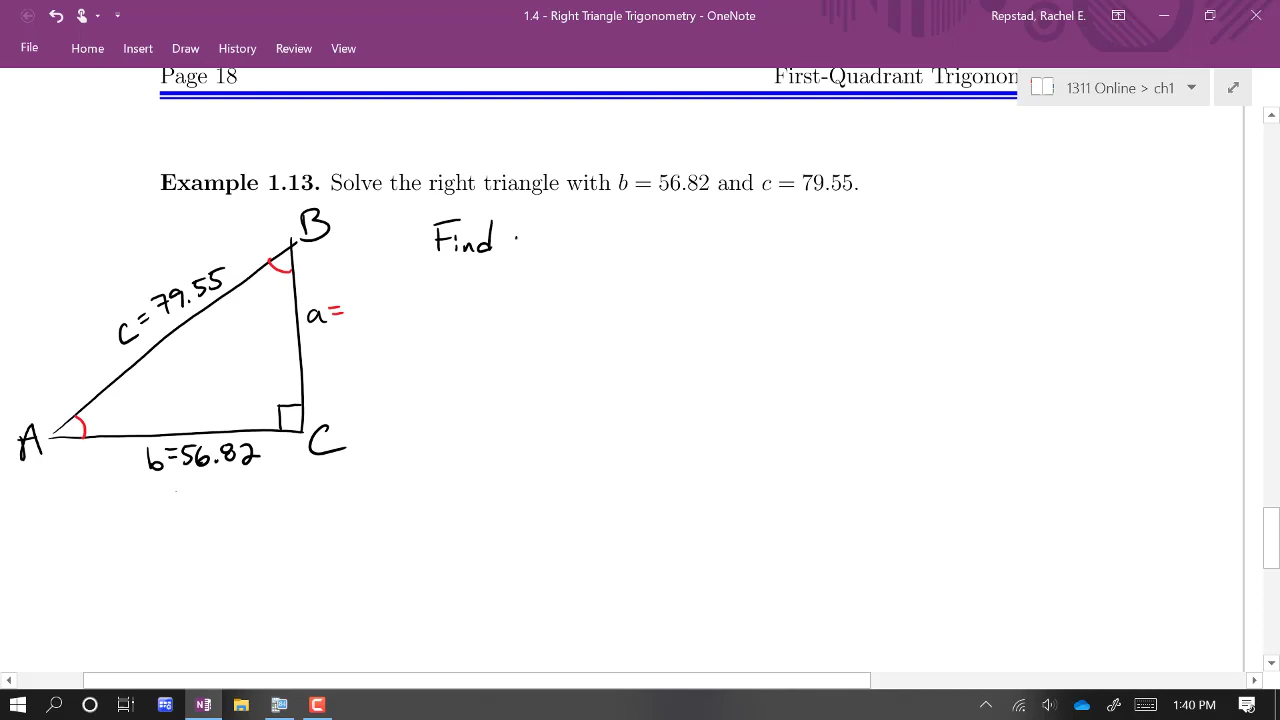 1.4 - Right Triangle Trigonometry - OneNote
Repstad, Rachel E.
File Home Insert Draw History Review View
Page 18 First-Quadrant Trigonom
1311 Online > ch1
Example 1.13. Solve the right triangle with b = 56.82 and c = 79.55.
B
Find
c = 79.55
a =
A
b = 56.82
C
1:40 PM